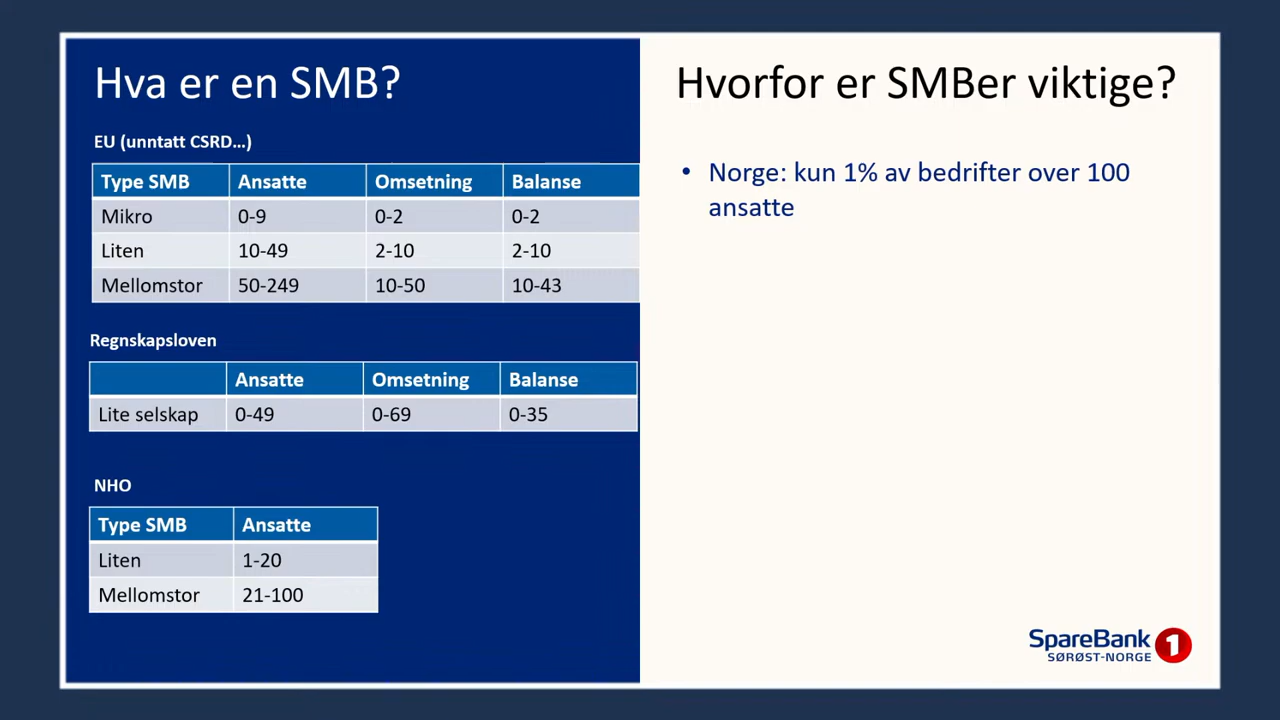 Hva er en SMB?
EU (unntatt CSRD...)
Type SMB Ansatte Omsetning Balanse
Mikro 0-9 0-2 0-2
Liten 10-49 2-10 2-10
Mellomstor 50-249 10-50 10-43
Regnskapsloven
Ansatte Omsetning Balanse
Lite selskap 0-49 0-69 0-35
NHO
Type SMB Ansatte
Liten 1-20
Mellomstor 21-100
Hvorfor er SMBer viktige?
• Norge: kun 1% av bedrifter over 100
ansatte
SpareBank 1
SØRØST-NORGE